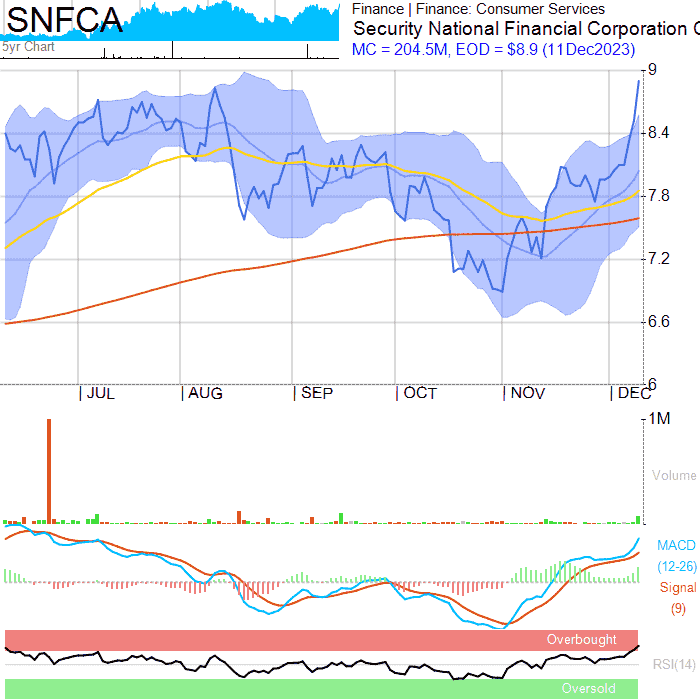 SNFCA
Finance | Finance: Consumer Services
Security National Financial Corporation C
5yr Chart
MC = 204.5M, EOD = $8.9 (11Dec2023)
9
8.4
7.8
7.2
6.6
6
JUL
AUG
SEP
OCT
NOV
DEC
1M
Volume
MACD
(12-26)
Signal
(9)
Overbought
RSI(14)
Oversold